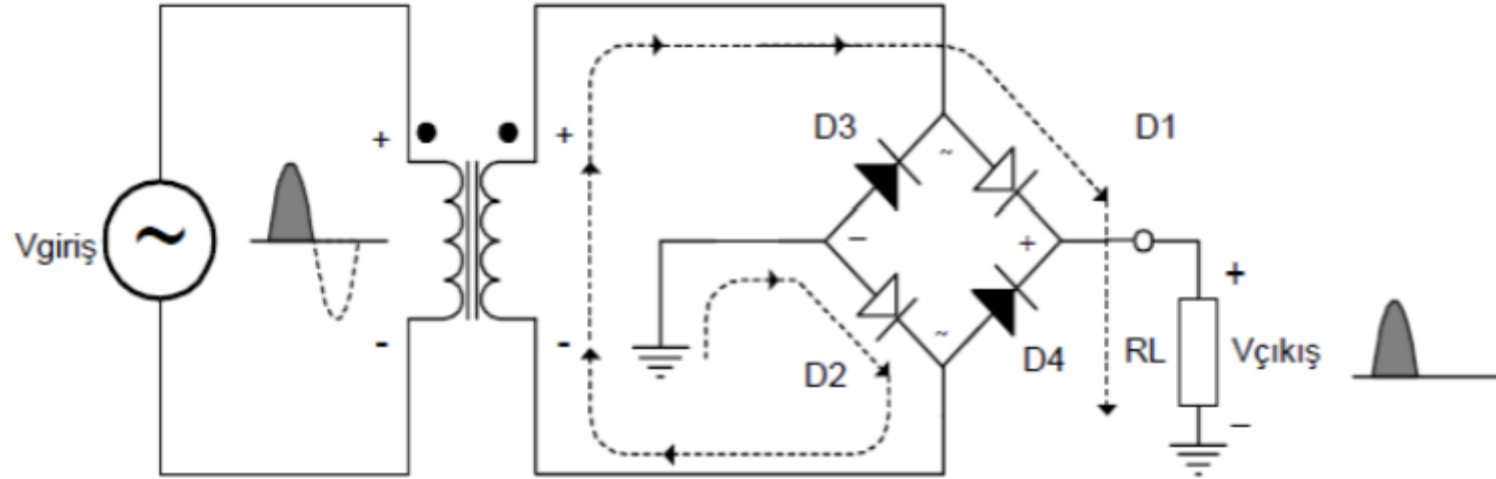 D3
D1
+
+
~
Vgiriş
~
−
+
+
-
-
~
D2
D4
RL
Vçıkış
−